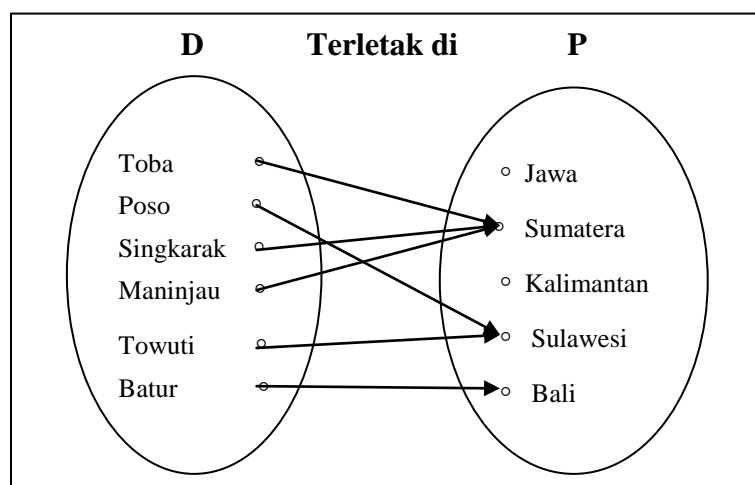 D Terletak di P
Toba
Poso
Singkarak
Maninjau
Towuti
Batur
Jawa
Sumatera
Kalimantan
Sulawesi
Bali